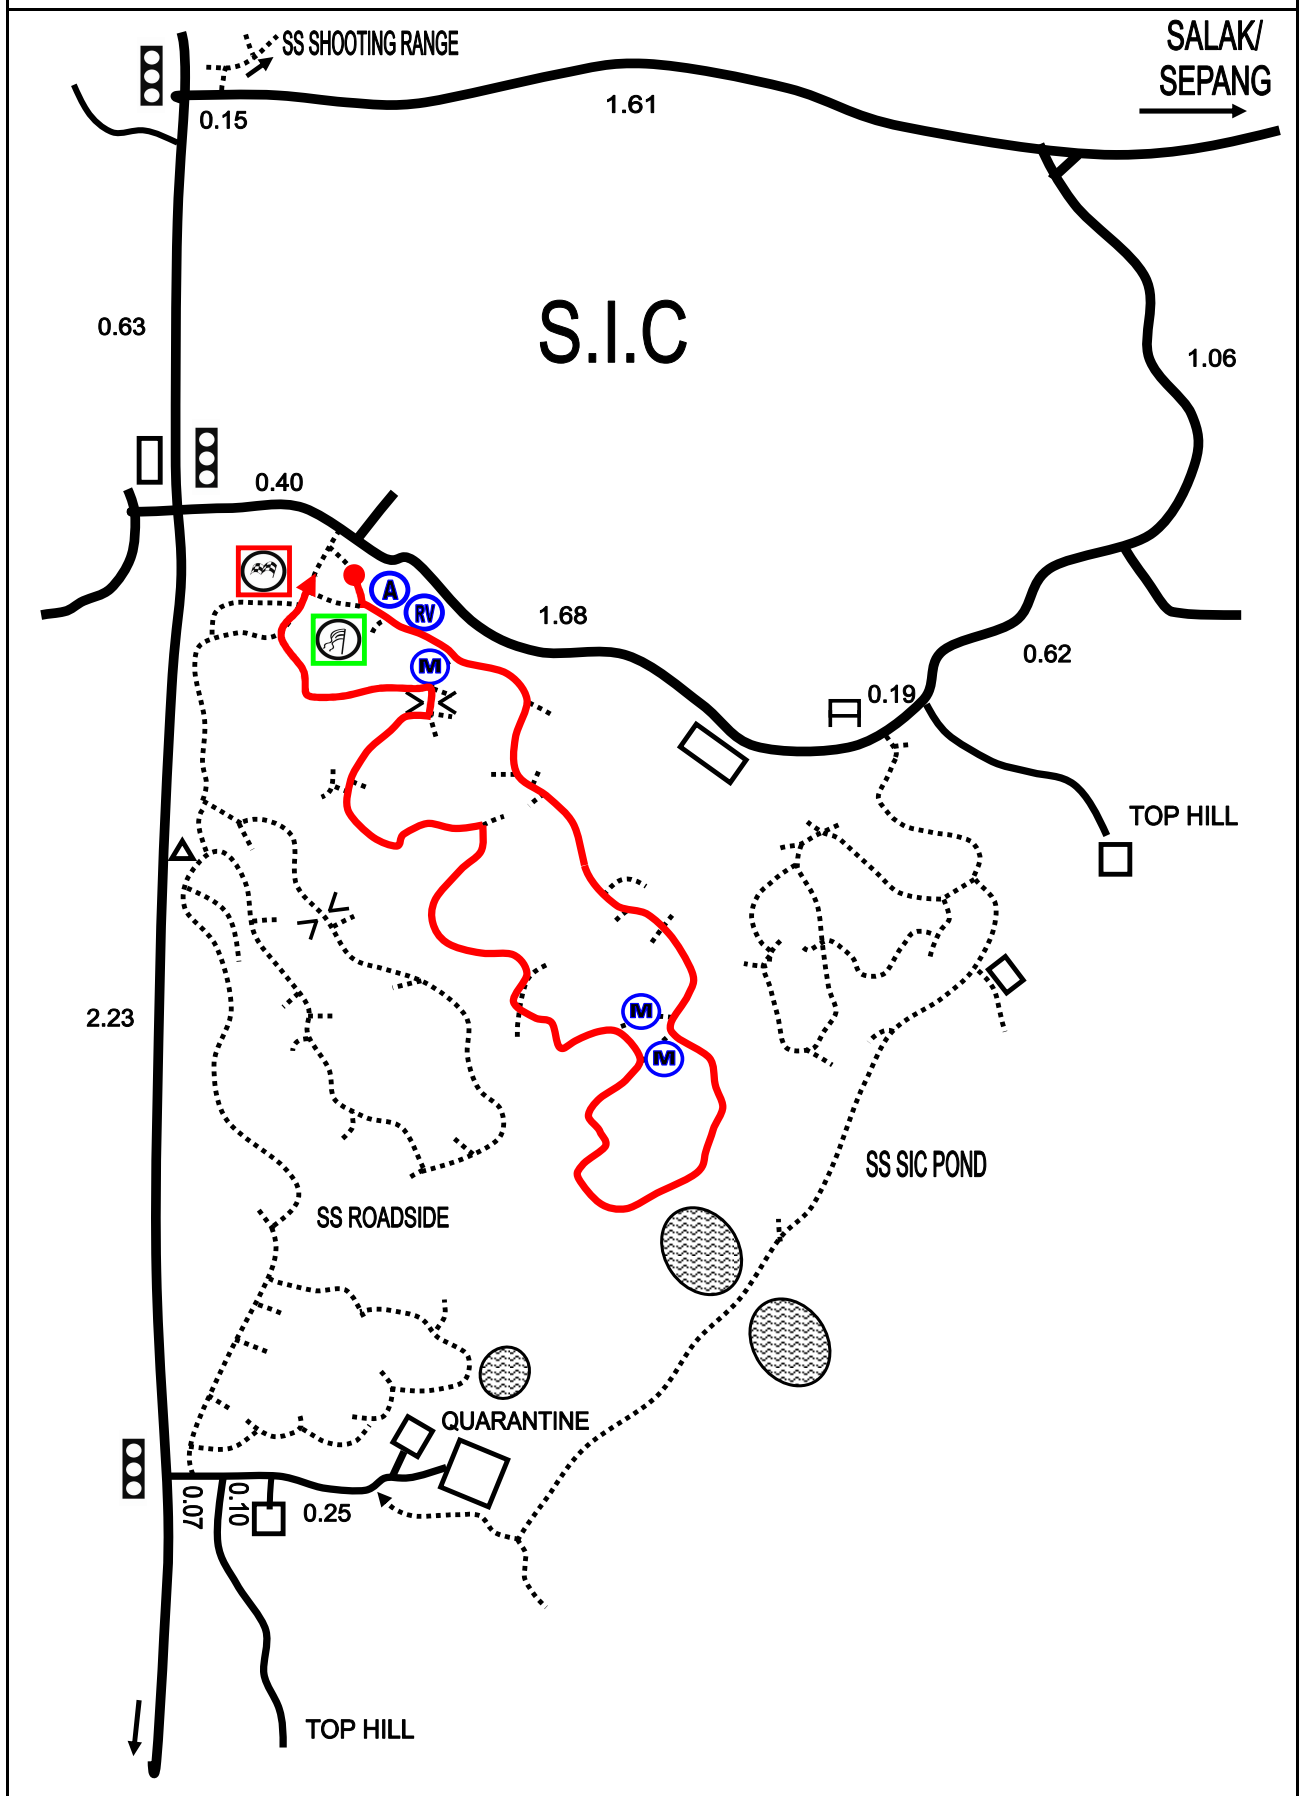 SS SHOOTING RANGE
SALAK/
SEPANG
0.15
1.61
0.63
S.I.C
1.06
0.40
A
RV
1.68
M
0.62
0.19
TOP HILL
2.23
M
M
SS SIC POND
SS ROADSIDE
QUARANTINE
0.07
0.10
0.25
TOP HILL